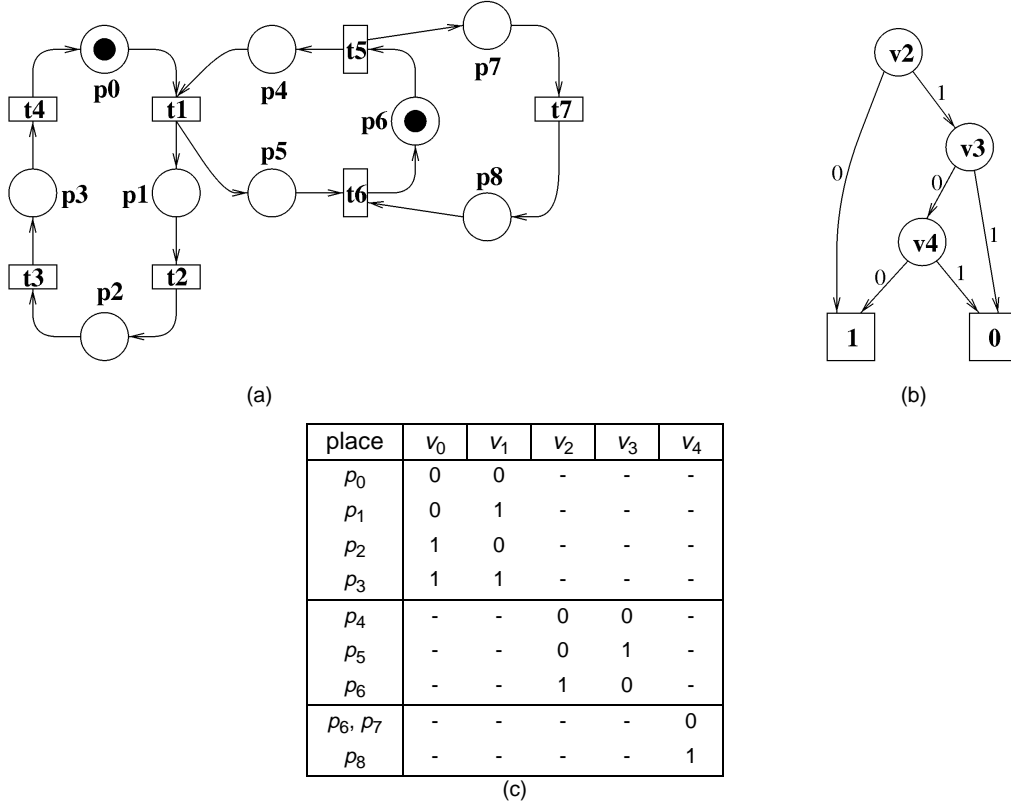 t5
p7
v2
p0
p4
1
t4
t1
p6
t7
v3
p5
0
0
p3
p1
t6
p8
v4
1
0
1
t3
p2
t2
1
0
(a)
(b)
place v0 v1 v2 v3 v4
p0 0 0 - - -
p1 0 1 - - -
p2 1 0 - - -
p3 1 1 - - -
p4 - - 0 0 -
p5 - - 0 1 -
p6 - - 1 0 -
p6, p7 - - - - 0
p8 - - - - 1
(c)